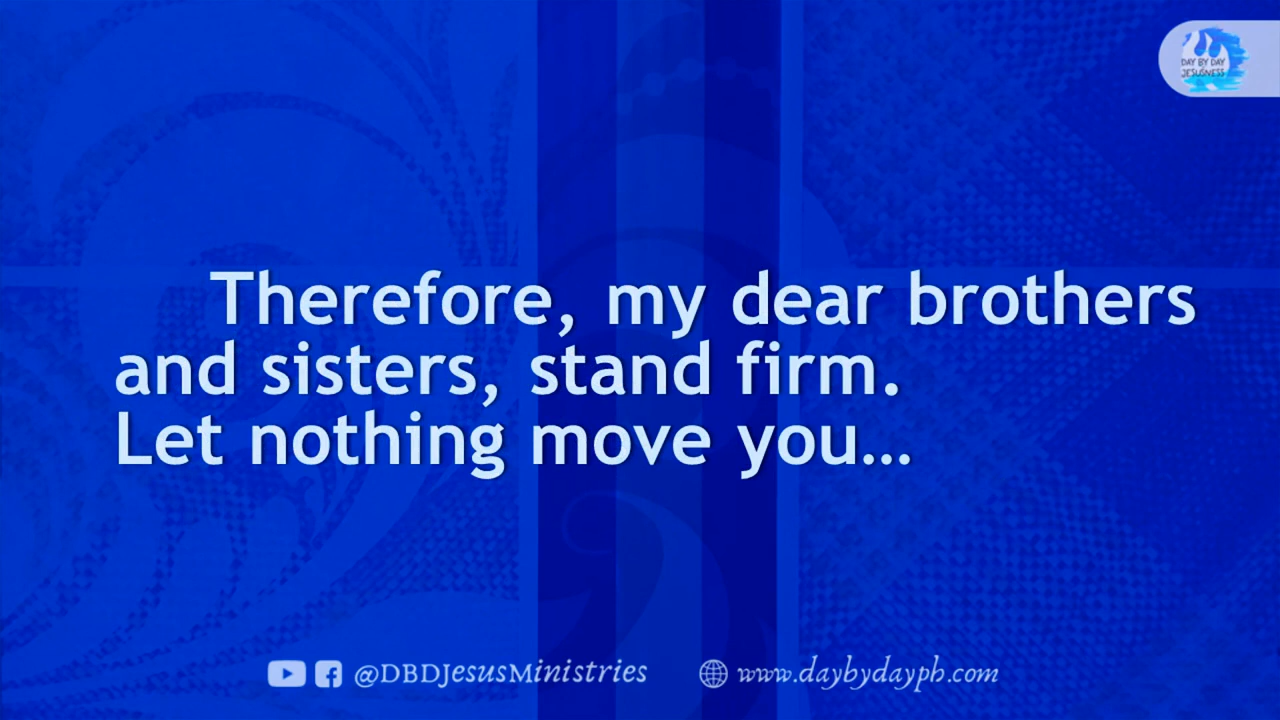 DAY BY DAY
JESUSNESS
Therefore, my dear brothers
and sisters, stand firm.
Let nothing move you...
@DBDJesusMinistries
www.daybydayph.com